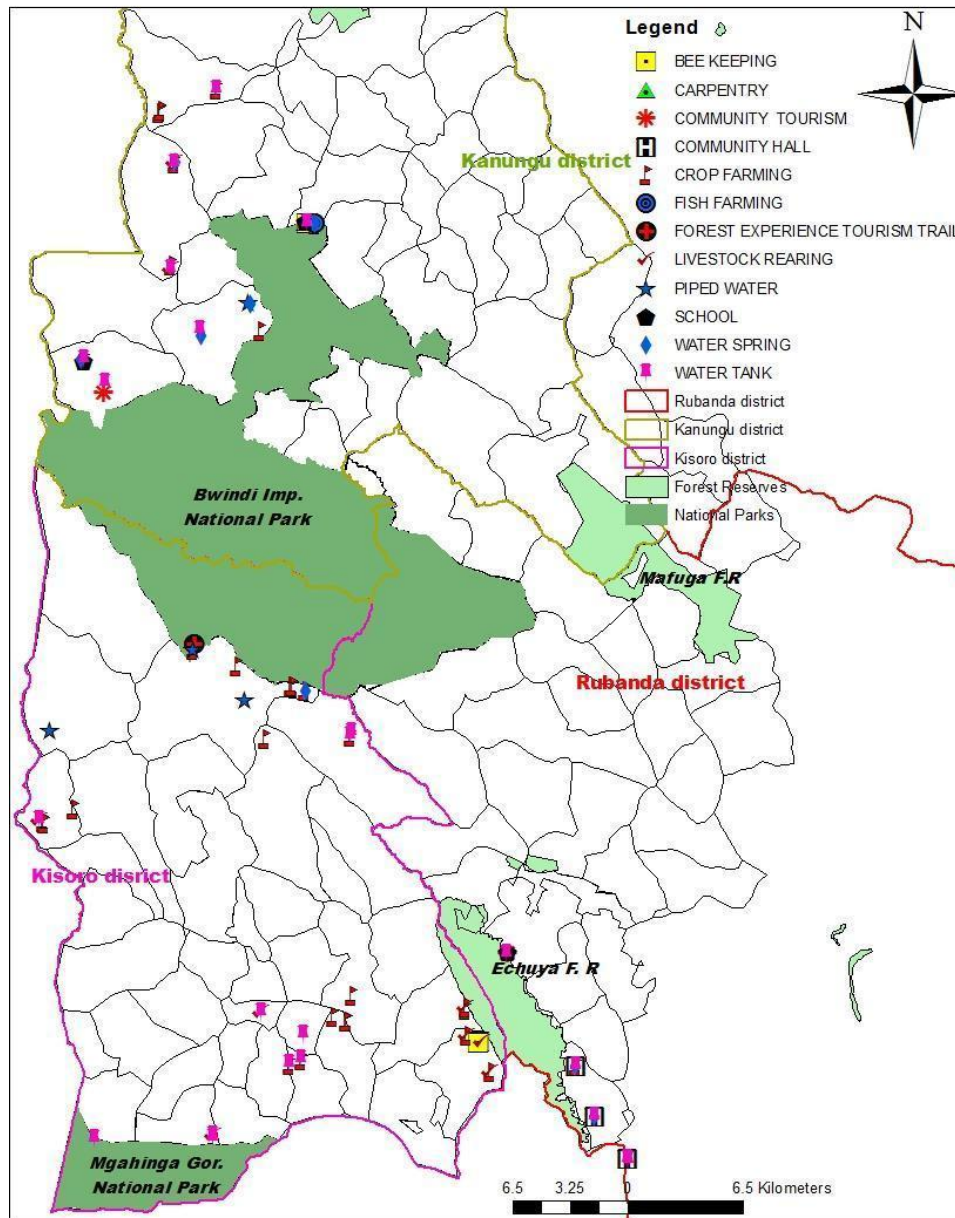 Legend
N
BEE KEEPING
CARPENTRY
COMMUNITY TOURISM
COMMUNITY HALL
CROP FARMING
FISH FARMING
FOREST EXPERIENCE TOURISM TRAIL
LIVESTOCK REARING
PIPED WATER
SCHOOL
WATER SPRING
WATER TANK
Rubanda district
Kanungu district
Kisoro district
Forest Reserves
National Parks
Kanungu district
Bwindi Imp.
National Park
Mafuga F.R
Rubanda district
Kisoro disrict
Echuya F. R
Mgahinga Gor.
National Park
6.5 3.25 0 6.5 Kilometers